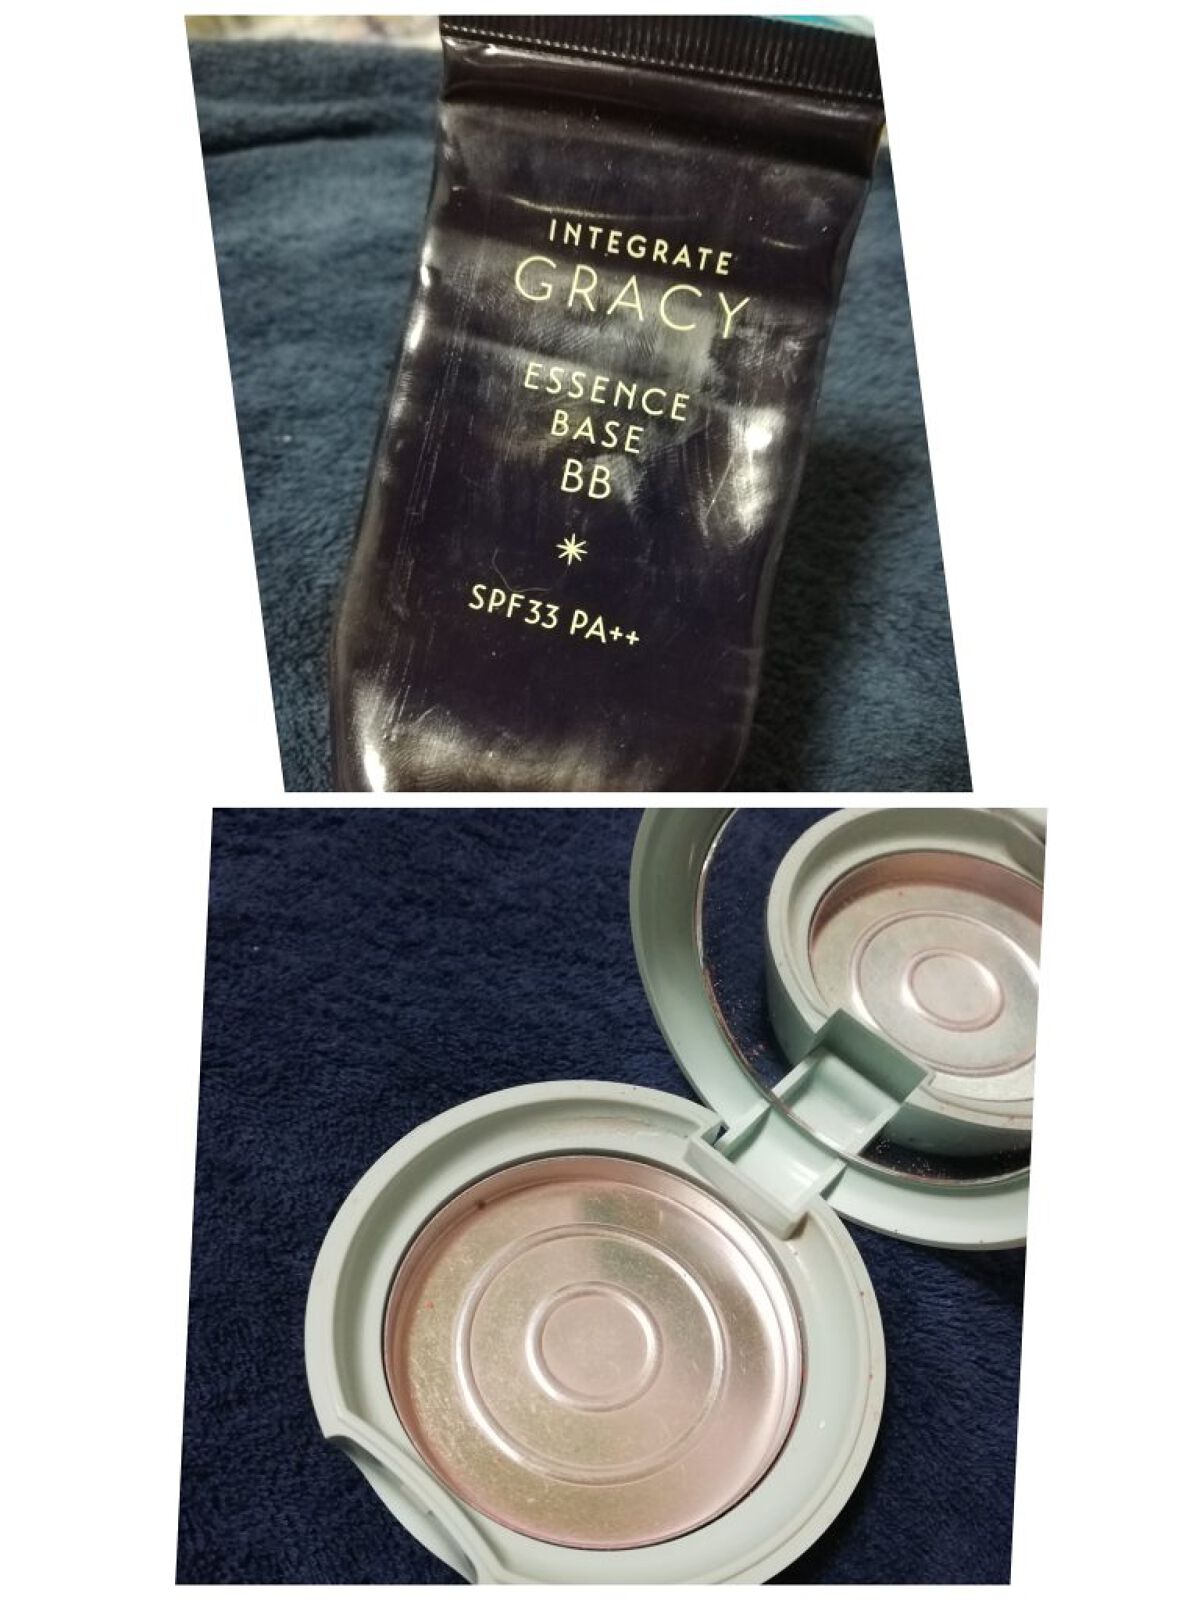 INTEGRATE
GRACY
ESSENCE
BASE
BB
SPF33 PA++